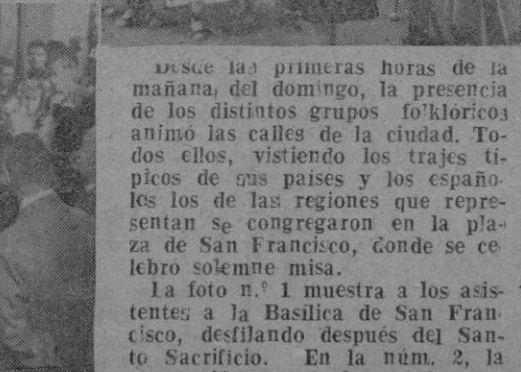 Desde las primeras horas de la
mañana, del domingo, la presencia
de los distintos grupos folklóricos
animó las calles de la ciudad. To-
dos ellos, vistiendo los trajes tí-
picos de sus países y los españo-
les los de las regiones que repre-
sentan se congregaron en la pla-
za de San Francisco, donde se ce-
lebró solemne misa.
La foto n.º 1 muestra a los asis-
tentes a la Basílica de San Fran-
cisco, desfilando después del San-
to Sacrificio. En la núm. 2, la